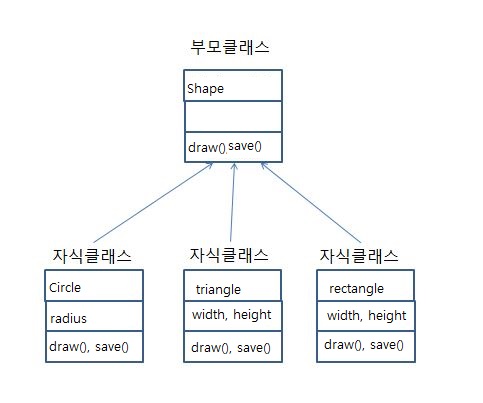 부모클래스
Shape
draw() save()
자식클래스 자식클래스 자식클래스
Circle triangle rectangle
radius width, height width, height
draw(), save() draw(), save() draw(), save()